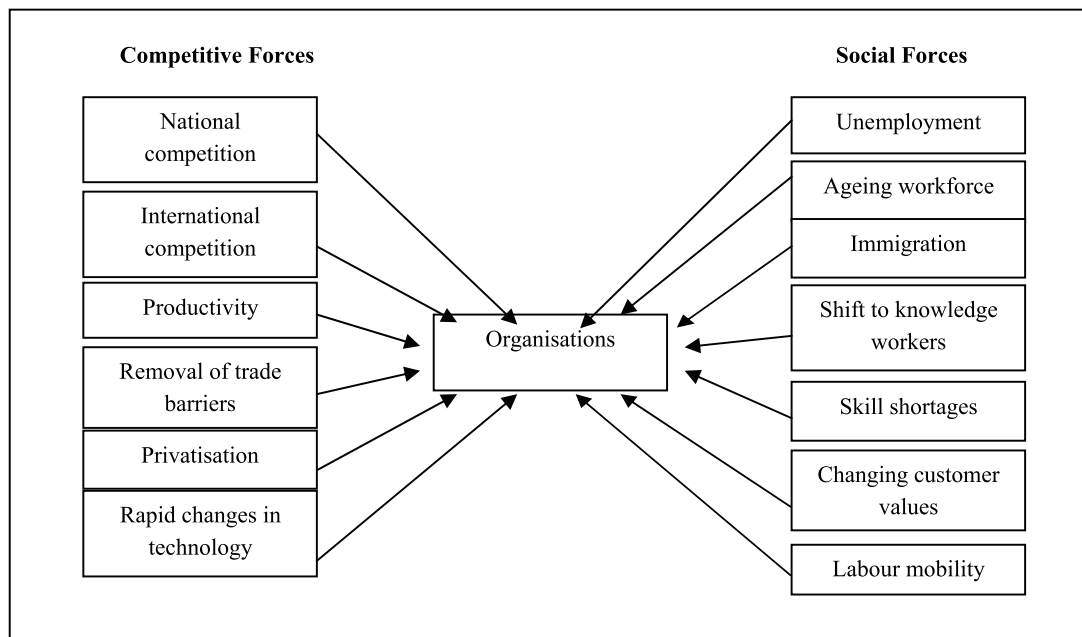 Competitive Forces
National
competition
International
competition
Productivity
Removal of trade
barriers
Privatisation
Rapid changes in
technology
Organisations
Social Forces
Unemployment
Ageing workforce
Immigration
Shift to knowledge
workers
Skill shortages
Changing customer
values
Labour mobility